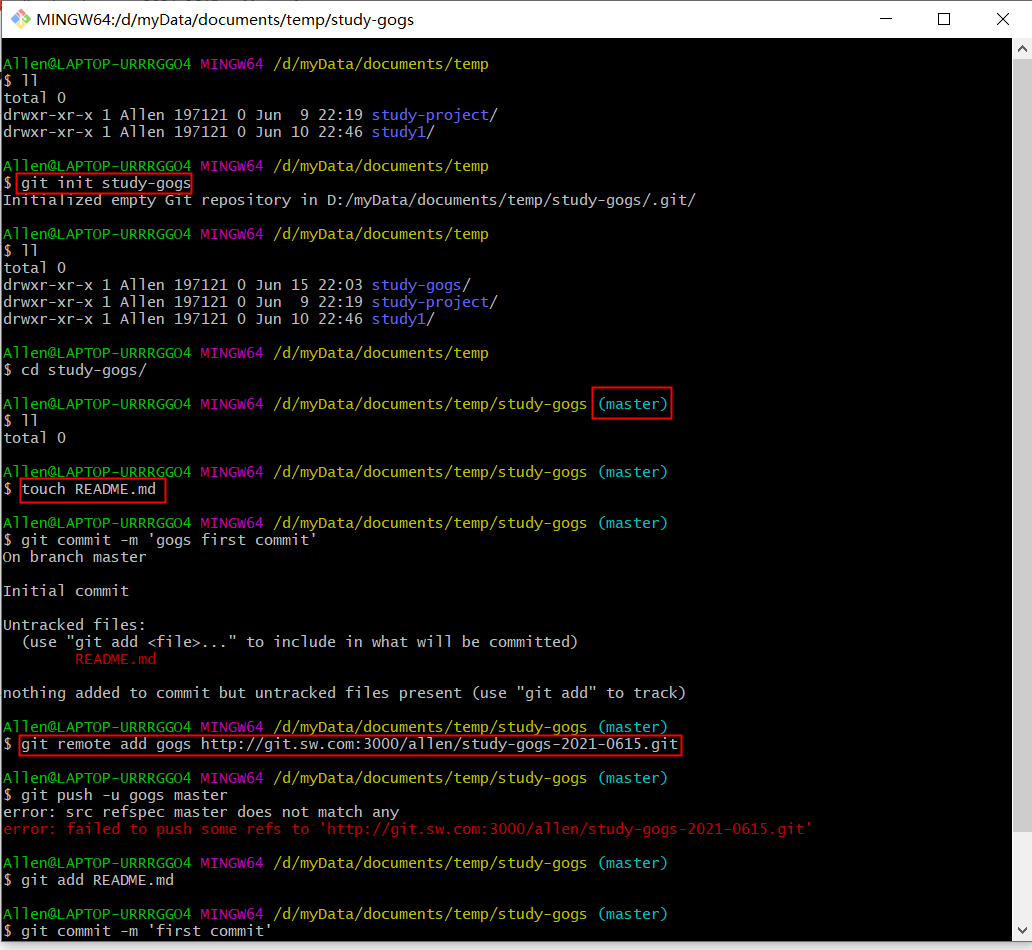 MINGW64:/d/myData/documents/temp/study-gogs
Allen@LAPTOP-URRRGGO4 MINGW64 /d/myData/documents/temp
$ ll
total 0
drwxr-xr-x 1 Allen 197121 0 Jun  9 22:19 study-project/
drwxr-xr-x 1 Allen 197121 0 Jun 10 22:46 study1/
Allen@LAPTOP-URRRGGO4 MINGW64 /d/myData/documents/temp
$ git init study-gogs
Initialized empty Git repository in D:/myData/documents/temp/study-gogs/.git/
Allen@LAPTOP-URRRGGO4 MINGW64 /d/myData/documents/temp
$ ll
total 0
drwxr-xr-x 1 Allen 197121 0 Jun 15 22:03 study-gogs/
drwxr-xr-x 1 Allen 197121 0 Jun  9 22:19 study-project/
drwxr-xr-x 1 Allen 197121 0 Jun 10 22:46 study1/
Allen@LAPTOP-URRRGGO4 MINGW64 /d/myData/documents/temp
$ cd study-gogs/
Allen@LAPTOP-URRRGGO4 MINGW64 /d/myData/documents/temp/study-gogs (master)
$ ll
total 0
Allen@LAPTOP-URRRGGO4 MINGW64 /d/myData/documents/temp/study-gogs (master)
$ touch README.md
Allen@LAPTOP-URRRGGO4 MINGW64 /d/myData/documents/temp/study-gogs (master)
$ git commit -m 'gogs first commit'
On branch master
Initial commit
Untracked files:
  (use "git add <file>..." to include in what will be committed)
        README.md
nothing added to commit but untracked files present (use "git add" to track)
Allen@LAPTOP-URRRGGO4 MINGW64 /d/myData/documents/temp/study-gogs (master)
$ git remote add gogs http://git.sw.com:3000/allen/study-gogs-2021-0615.git
Allen@LAPTOP-URRRGGO4 MINGW64 /d/myData/documents/temp/study-gogs (master)
$ git push -u gogs master
error: src refspec master does not match any
error: failed to push some refs to 'http://git.sw.com:3000/allen/study-gogs-2021-0615.git'
Allen@LAPTOP-URRRGGO4 MINGW64 /d/myData/documents/temp/study-gogs (master)
$ git add README.md
Allen@LAPTOP-URRRGGO4 MINGW64 /d/myData/documents/temp/study-gogs (master)
$ git commit -m 'first commit'